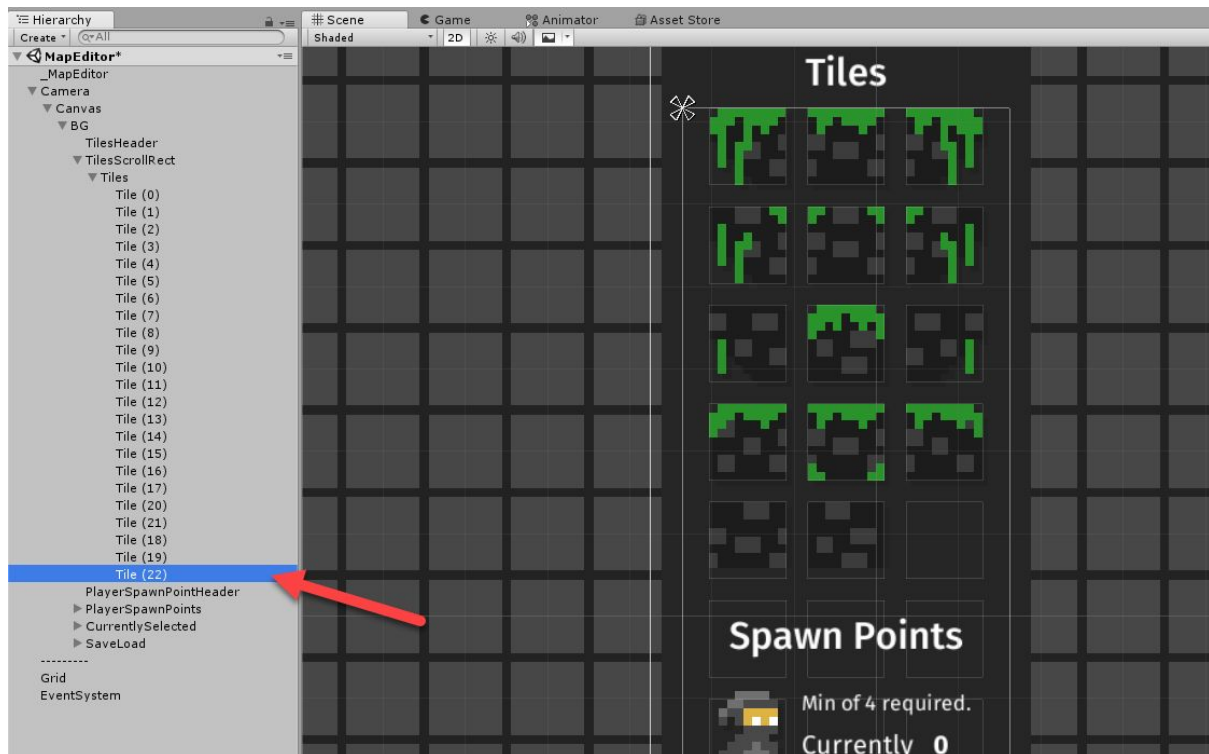 Hierarchy
Create
All
MapEditor*
_MapEditor
Camera
Canvas
BG
TilesHeader
TilesScrollRect
Tiles
Tile (0)
Tile (1)
Tile (2)
Tile (3)
Tile (4)
Tile (5)
Tile (6)
Tile (7)
Tile (8)
Tile (9)
Tile (10)
Tile (11)
Tile (12)
Tile (13)
Tile (14)
Tile (15)
Tile (16)
Tile (17)
Tile (20)
Tile (21)
Tile (18)
Tile (19)
Tile (22)
PlayerSpawnPointHeader
PlayerSpawnPoints
CurrentlySelected
SaveLoad
---------
Grid
EventSystem
Scene Game Animator Asset Store
Shaded 2D
Tiles
Spawn Points
Min of 4 required.
Currently 0